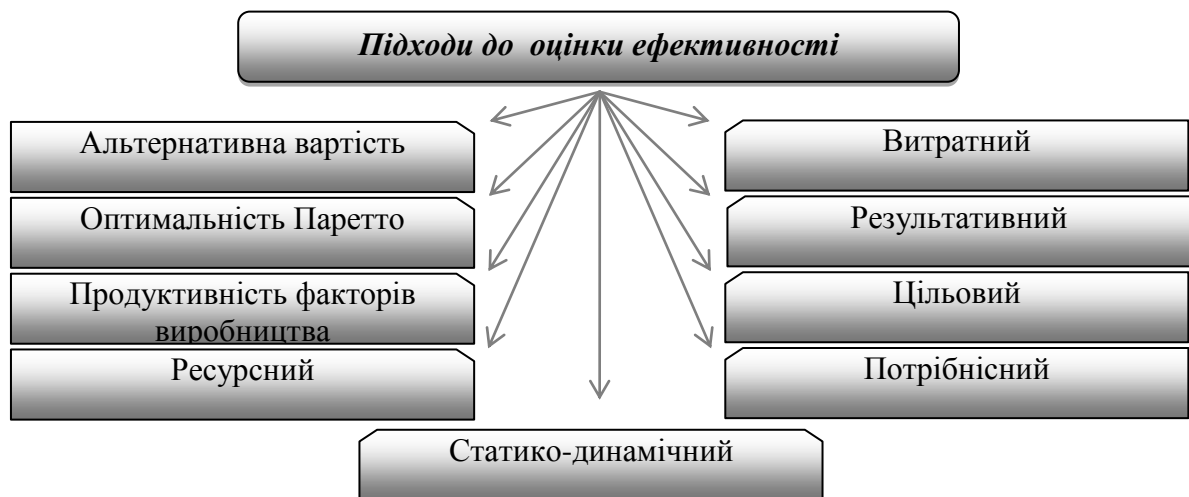 Підходи до оцінки ефективності
Альтернативна вартість
Оптимальність Паретто
Продуктивність факторів
виробництва
Ресурсний
Витратний
Результативний
Цільовий
Потрібнісний
Статико-динамічний